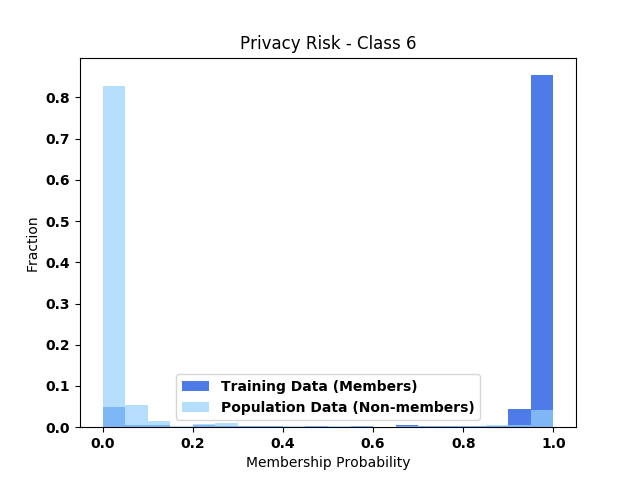 Privacy Risk - Class 6
Fraction
0.8
0.7
0.6
0.5
0.4
0.3
0.2
0.1
0.0
Training Data (Members)
Population Data (Non-members)
0.0 0.2 0.4 0.6 0.8 1.0
Membership Probability